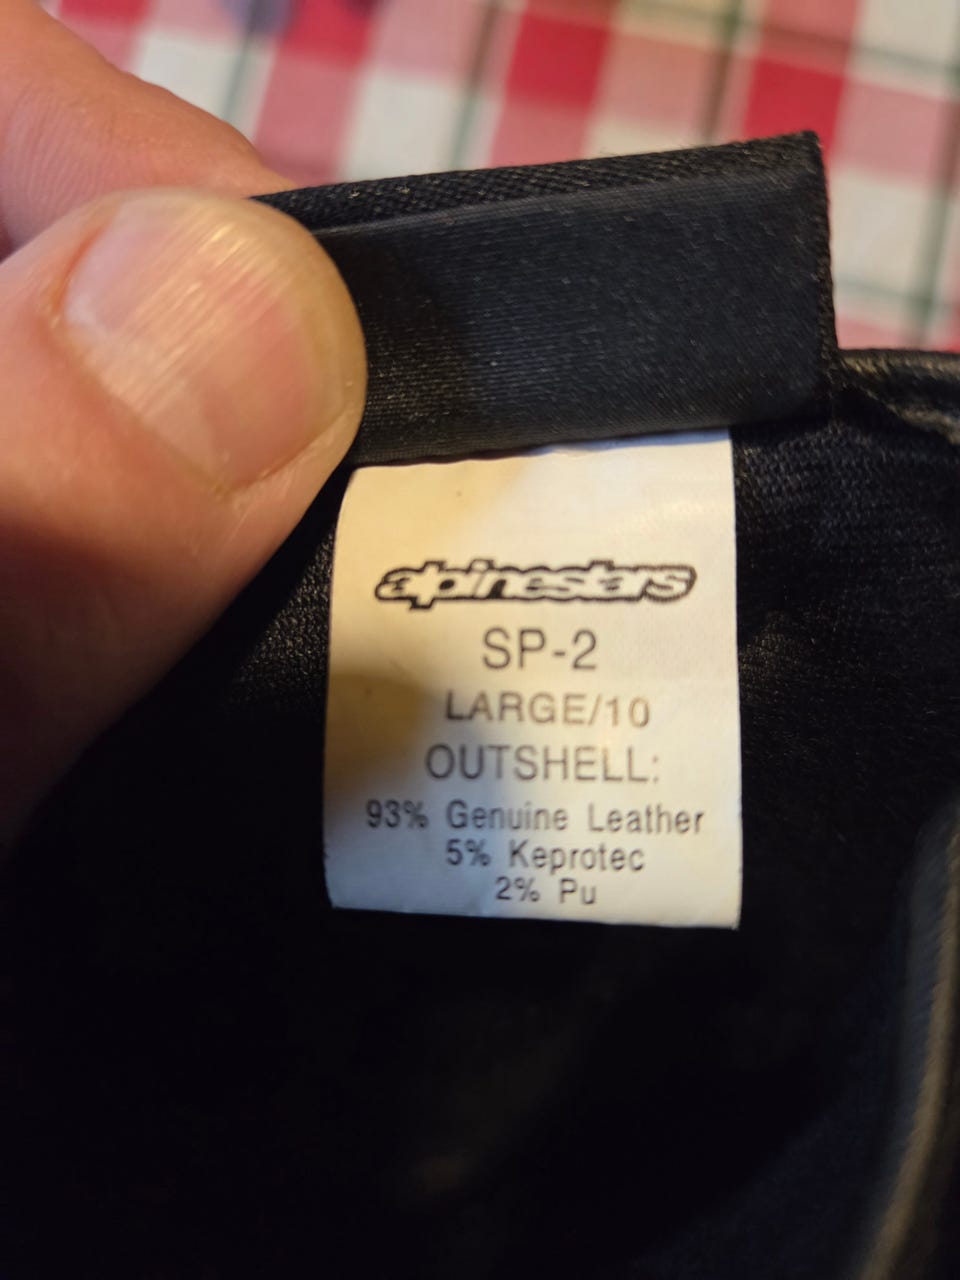 alpinestars
SP-2
LARGE/10
OUTSHELL:
93% Genuine Leather
5% Keprotec
2% Pu